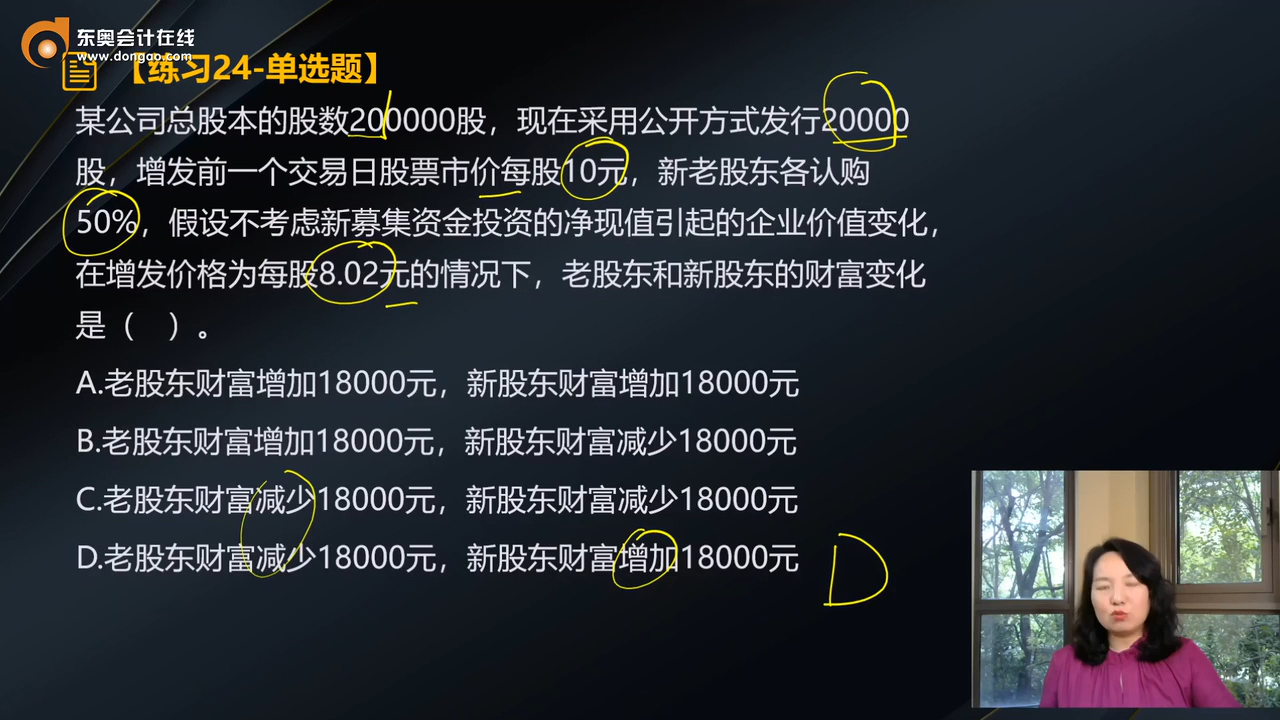 东奥会计在线
www.dongao.com
【练习24-单选题】
某公司总股本的股数200000股，现在采用公开方式发行20000
股，增发前一个交易日股票市价每股10元，新老股东各认购
50%，假设不考虑新募集资金投资的净现值引起的企业价值变化，
在增发价格为每股8.02元的情况下，老股东和新股东的财富变化
是（　）。
A.老股东财富增加18000元，新股东财富增加18000元
B.老股东财富增加18000元，新股东财富减少18000元
C.老股东财富减少18000元，新股东财富减少18000元
D.老股东财富减少18000元，新股东财富增加18000元
D